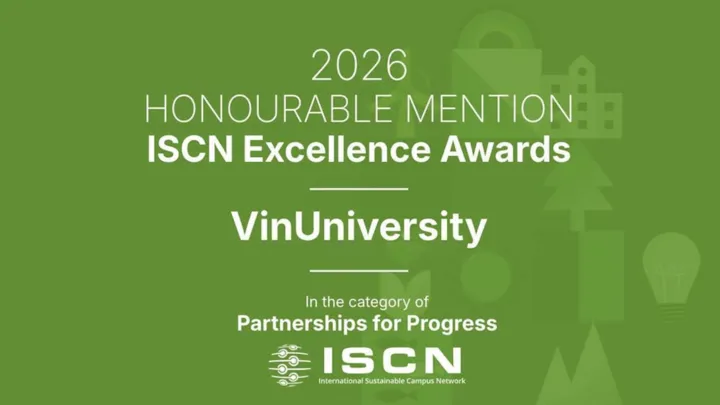 2026
HONOURABLE MENTION
ISCN Excellence Awards
VinUniversity
In the category of
Partnerships for Progress
ISCN
International Sustainable Campus Network